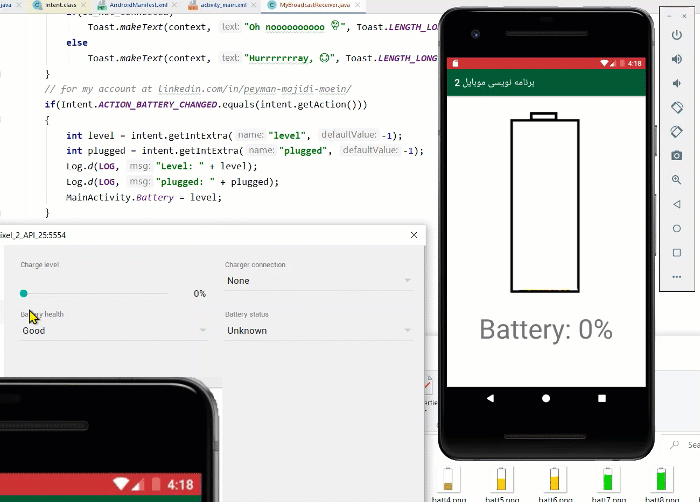 java × Intent.class × AndroidManifest.xml × activity_main.xml × MyBroadcastReceiver.java ×
Toast.makeText(context, text: "Oh noooooooooo 😲", Toast.LENGTH_LONG
else
Toast.makeText(context, text: "Hurrrrrrray, 😊", Toast.LENGTH_LONG
}
// for my account at linkedin.com/in/peyman-majidi-moein/
if(Intent.ACTION_BATTERY_CHANGED.equals(intent.getAction()))
{
int level = intent.getIntExtra( name: "level", defaultValue: -1);
int plugged = intent.getIntExtra( name: "plugged", defaultValue: -1);
Log.d(LOG, msg: "Level: " + level);
Log.d(LOG, msg: "plugged: " + plugged);
MainActivity.Battery = level;
}
ixel_2_API_25:5554
Charge level
0%
Charger connection
None
Battery health
Good
Battery status
Unknown
4:18
برنامه نویسی موبایل 2
Battery: 0%
4:18
Sea
batt4.png batt5.png batt6.png batt7.png batt8.png